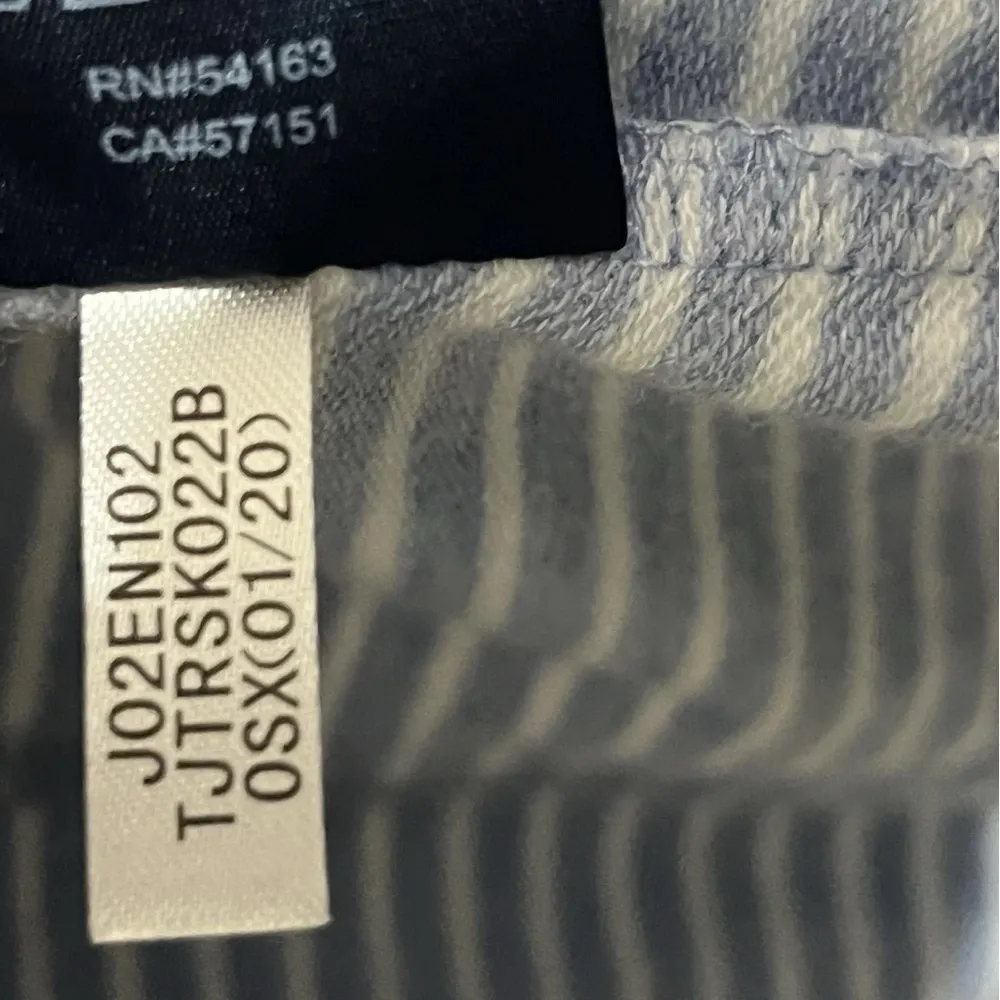 RN#54163
CA#57151
J02EN102
TJTRSK022B
0SX(01/20)